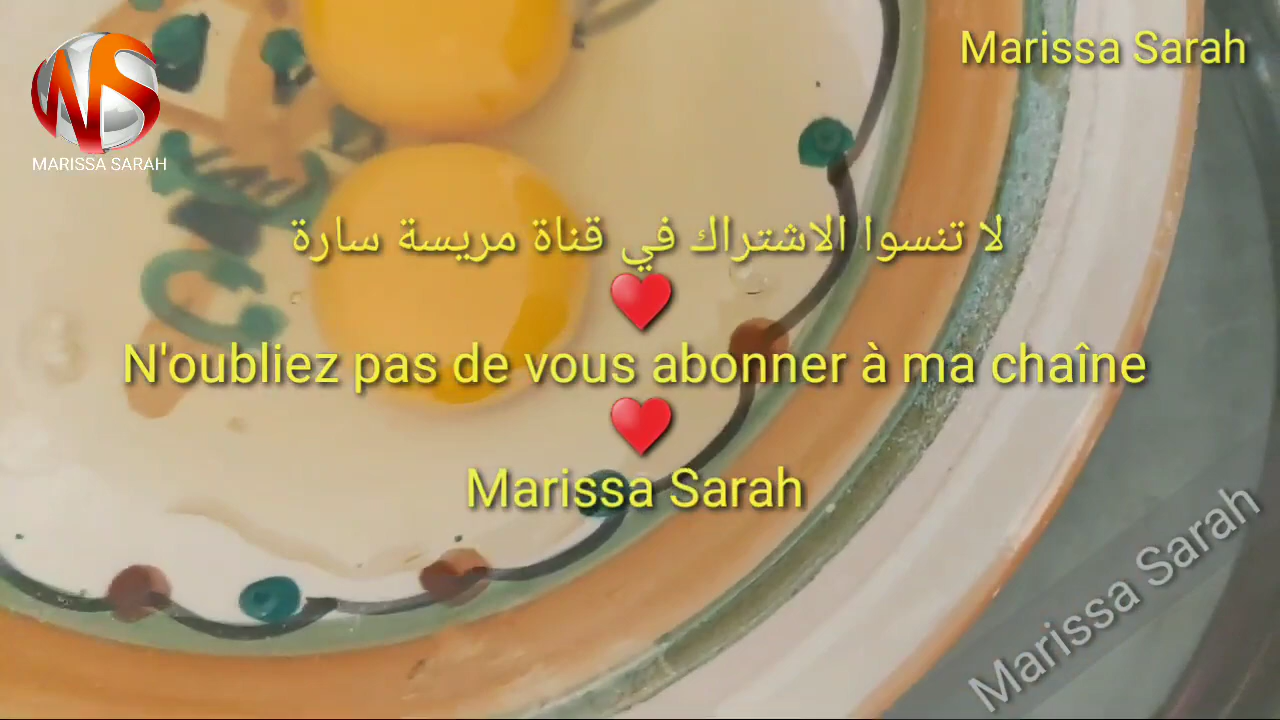 Marissa Sarah
MARISSA SARAH
لا تنسوا الاشتراك في قناة مريسة سارة
♥
N'oubliez pas de vous abonner à ma chaîne
♥
Marissa Sarah
Marissa Sarah